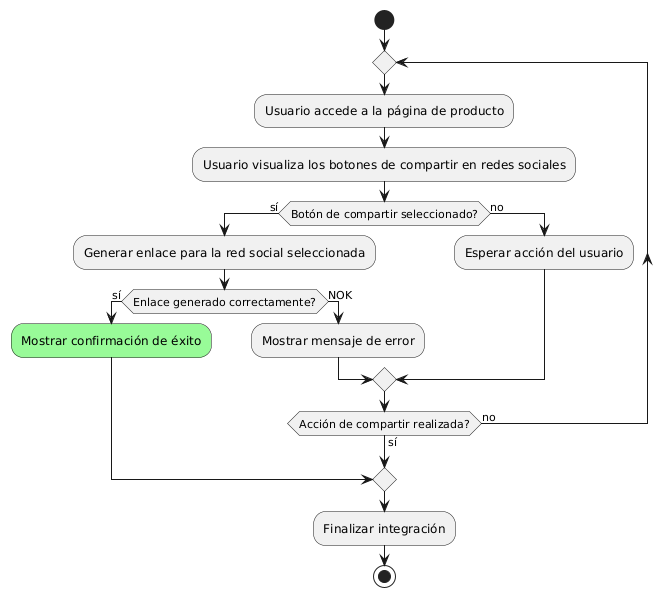 Usuario accede a la página de producto
Usuario visualiza los botones de compartir en redes sociales
sí
Botón de compartir seleccionado?
no
Generar enlace para la red social seleccionada
Esperar acción del usuario
sí
Enlace generado correctamente?
NOK
Mostrar confirmación de éxito
Mostrar mensaje de error
Acción de compartir realizada?
no
sí
Finalizar integración